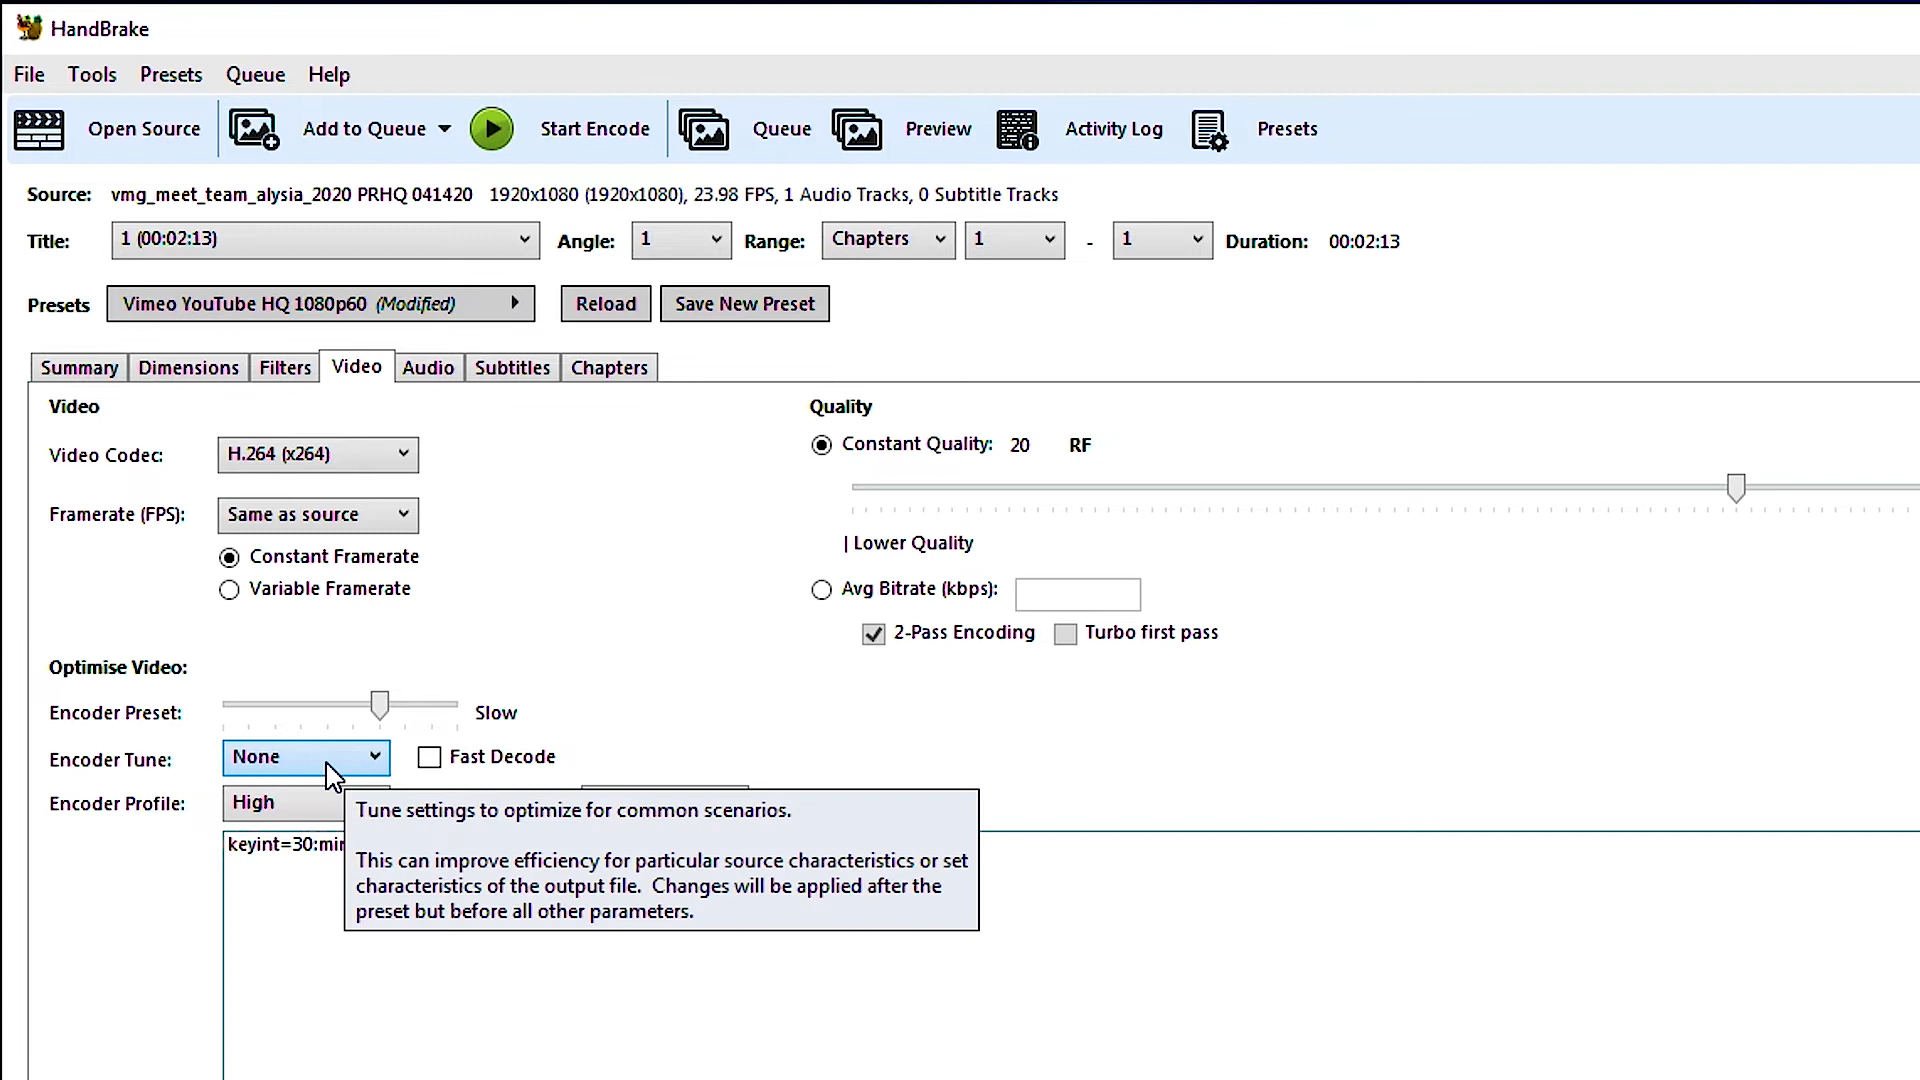 HandBrake
File Tools Presets Queue Help
Open Source Add to Queue Start Encode Queue Preview Activity Log Presets
Source: vmg_meet_team_alysia_2020 PRHQ 041420 1920x1080 (1920x1080), 23.98 FPS, 1 Audio Tracks, 0 Subtitle Tracks
Title: 1 (00:02:13) Angle: 1 Range: Chapters 1 - 1 Duration: 00:02:13
Presets Vimeo YouTube HQ 1080p60 (Modified) Reload Save New Preset
Summary Dimensions Filters Video Audio Subtitles Chapters
Video
Video Codec: H.264 (x264)
Framerate (FPS): Same as source
Constant Framerate
Variable Framerate
Quality
Constant Quality: 20 RF
| Lower Quality
Avg Bitrate (kbps):
2-Pass Encoding Turbo first pass
Optimise Video:
Encoder Preset: Slow
Encoder Tune: None Fast Decode
Encoder Profile: High
keyint=30:min
Tune settings to optimize for common scenarios.
This can improve efficiency for particular source characteristics or set
characteristics of the output file. Changes will be applied after the
preset but before all other parameters.